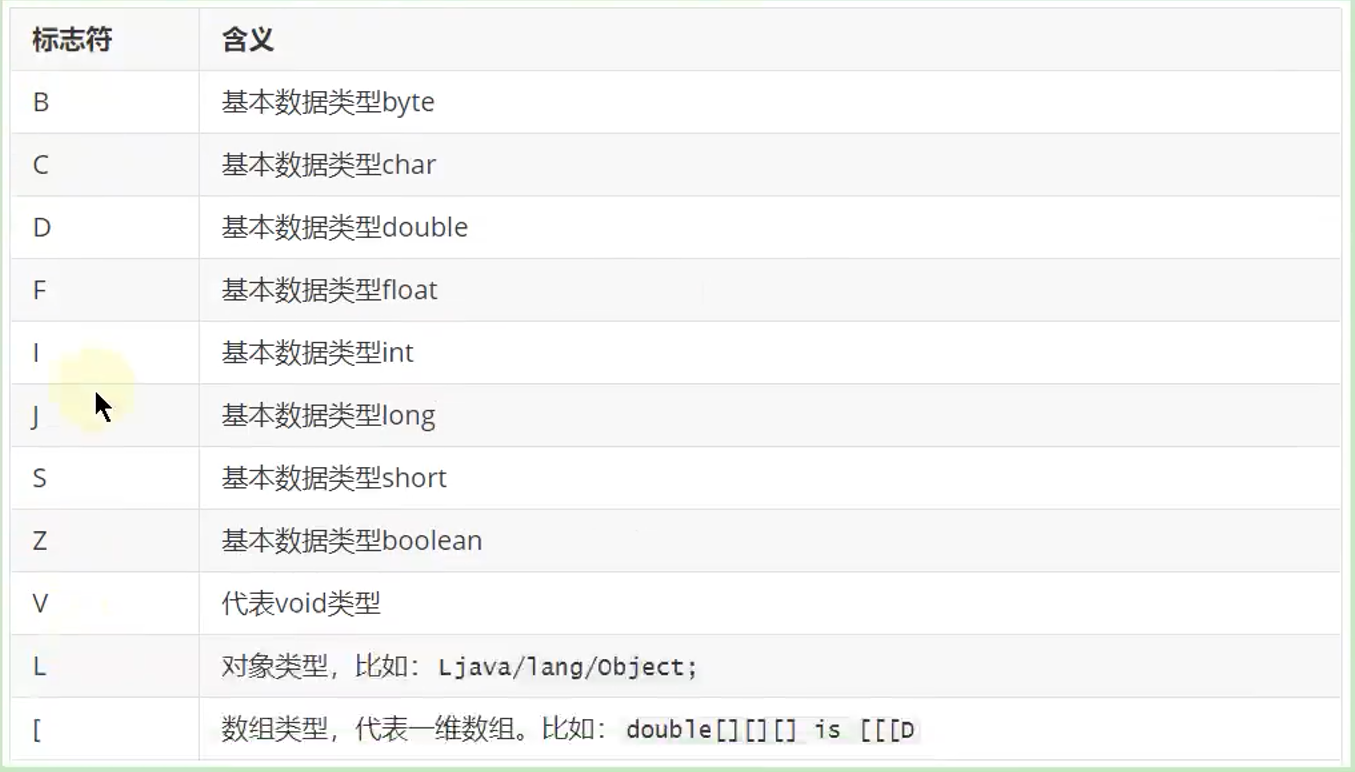 标志符 含义
B 基本数据类型byte
C 基本数据类型char
D 基本数据类型double
F 基本数据类型float
I 基本数据类型int
J 基本数据类型long
S 基本数据类型short
Z 基本数据类型boolean
V 代表void类型
L 对象类型，比如：Ljava/lang/Object;
[ 数组类型，代表一维数组。比如：double[][][] is [[[D